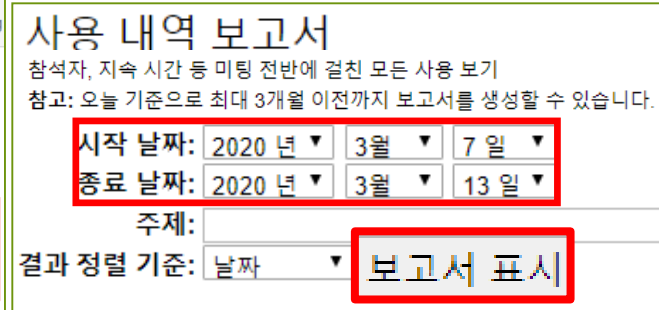 사용 내역 보고서
참석자, 지속 시간 등 미팅 전반에 걸친 모든 사용 보기
참고: 오늘 기준으로 최대 3개월 이전까지 보고서를 생성할 수 있습니다.
시작 날짜: 2020 년 3월 7 일
종료 날짜: 2020 년 3월 13 일
주제:
결과 정렬 기준: 날짜 보고서 표시